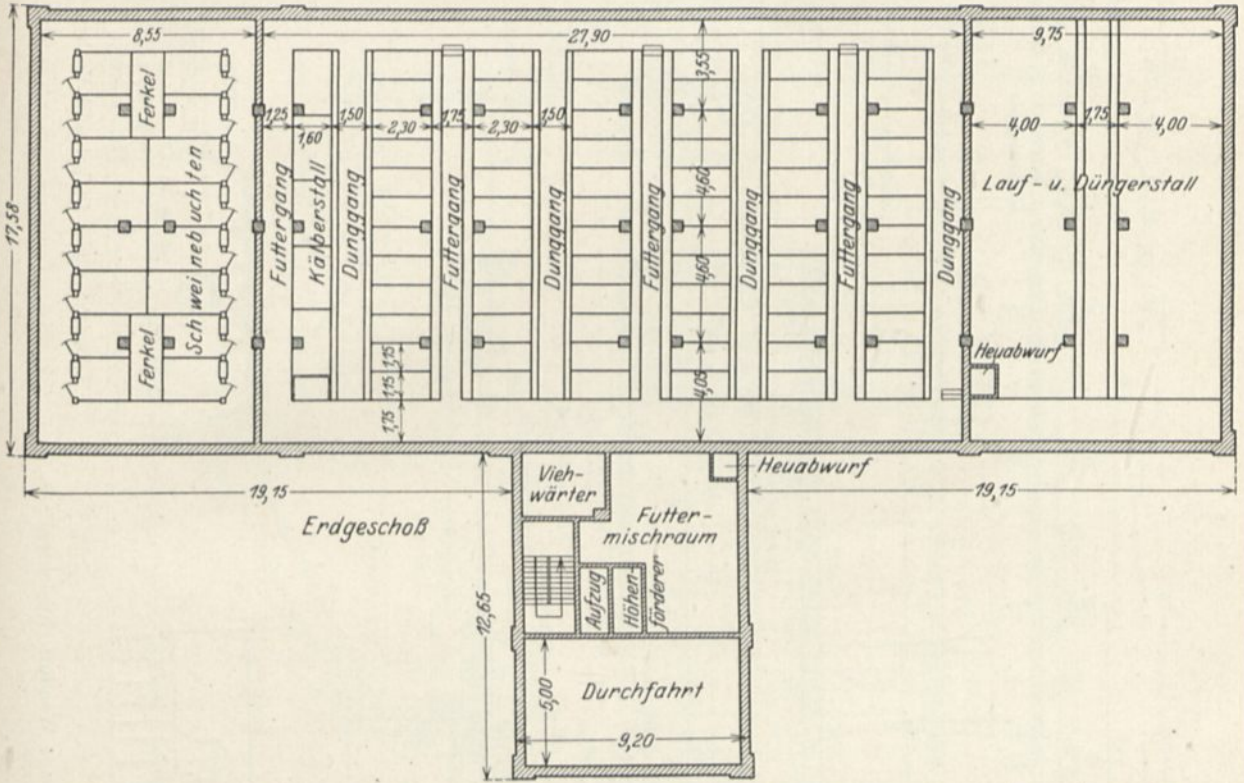 8,55
27,90
9,75
17,58
3,55
Ferkel
1,25
1,60
1,50
2,30
1,75
2,30
1,50
4,00
1,75
4,00
Schweinebuchten
Futtergang
Kälberstall
Dunggang
Futtergang
Dunggang
Futtergang
4,60
4,60
Dunggang
Futtergang
Dunggang
Lauf- u. Düngerstall
Ferkel
1,15
1,15
1,75
4,05
Heuabwurf
19,15
Vieh-
wärter
Heuabwurf
19,15
Erdgeschoß
Futter-
mischraum
12,65
Aufzug
Höhen-
förderer
Durchfahrt
9,20